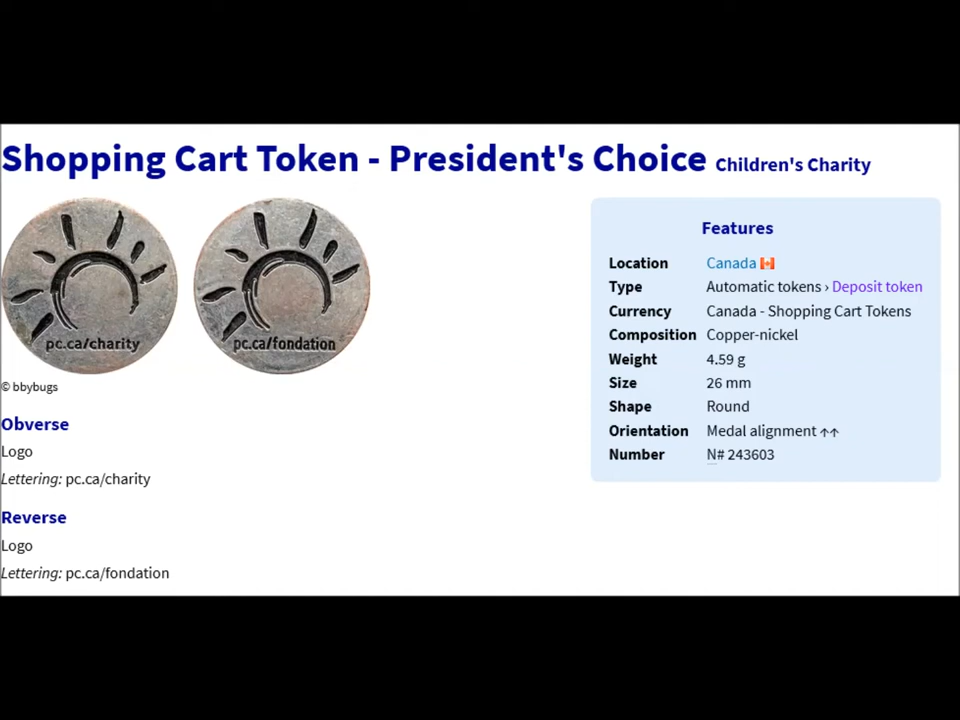 Shopping Cart Token - President's Choice Children's Charity
pc.ca/charity
pc.ca/fondation
© bbybugs
Obverse
Logo
Lettering: pc.ca/charity
Reverse
Logo
Lettering: pc.ca/fondation
Features
Location Canada
Type Automatic tokens › Deposit token
Currency Canada - Shopping Cart Tokens
Composition Copper-nickel
Weight 4.59 g
Size 26 mm
Shape Round
Orientation Medal alignment ↑↑
Number N# 243603